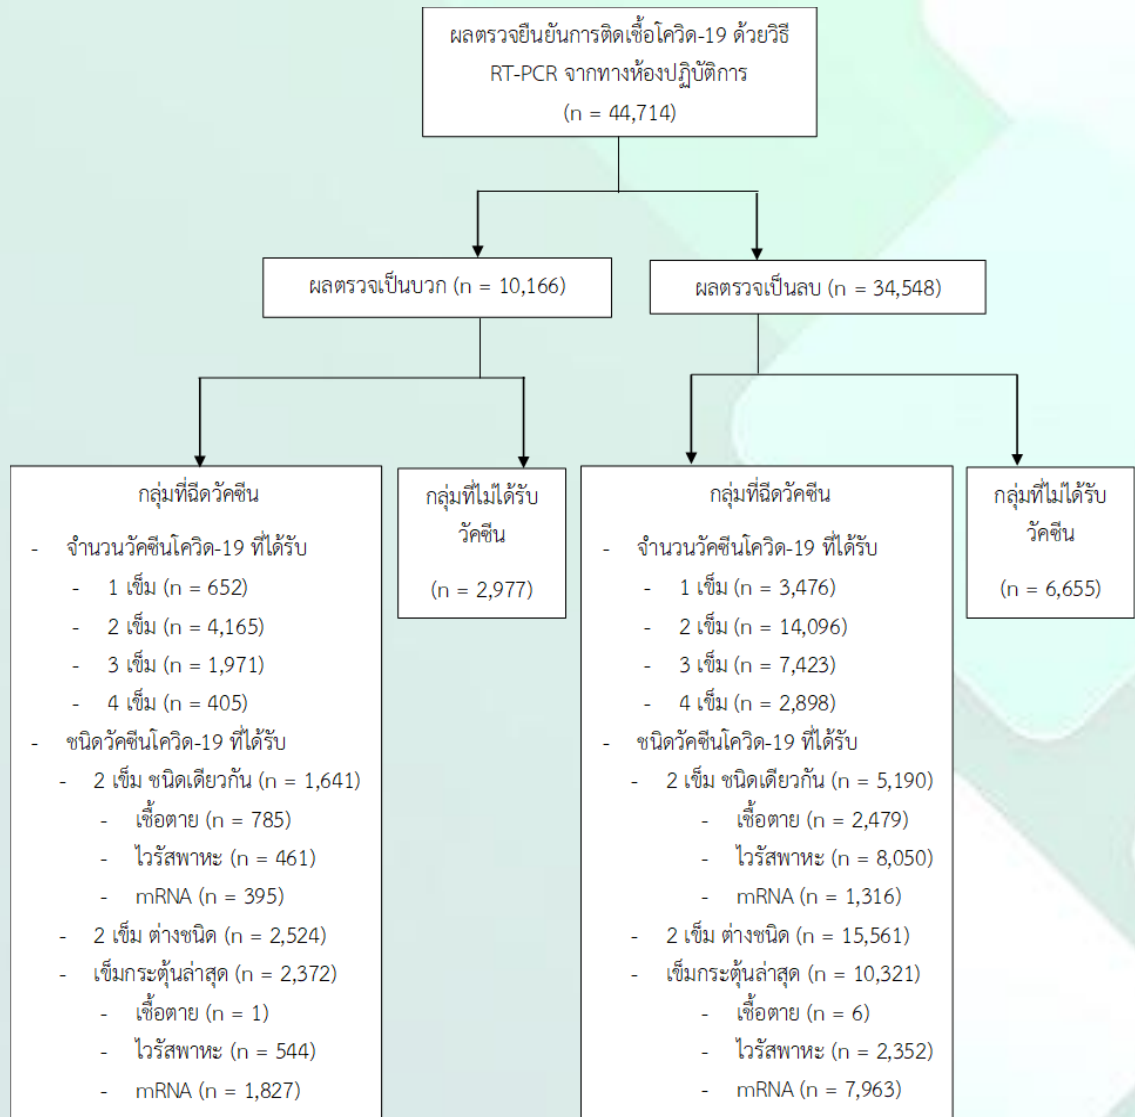 ผลตรวจยืนยันการติดเชื้อโควิด-19 ด้วยวิธี
RT-PCR จากทางห้องปฏิบัติการ
(n = 44,714)
ผลตรวจเป็นบวก (n = 10,166)
ผลตรวจเป็นลบ (n = 34,548)
กลุ่มที่ฉีดวัคซีน
- จำนวนวัคซีนโควิด-19 ที่ได้รับ
- 1 เข็ม (n = 652)
- 2 เข็ม (n = 4,165)
- 3 เข็ม (n = 1,971)
- 4 เข็ม (n = 405)
- ชนิดวัคซีนโควิด-19 ที่ได้รับ
- 2 เข็ม ชนิดเดียวกัน (n = 1,641)
- เชื้อตาย (n = 785)
- ไวรัสพาหะ (n = 461)
- mRNA (n = 395)
- 2 เข็ม ต่างชนิด (n = 2,524)
- เข็มกระตุ้นล่าสุด (n = 2,372)
- เชื้อตาย (n = 1)
- ไวรัสพาหะ (n = 544)
- mRNA (n = 1,827)
กลุ่มที่ไม่ได้รับ
วัคซีน
(n = 2,977)
กลุ่มที่ฉีดวัคซีน
- จำนวนวัคซีนโควิด-19 ที่ได้รับ
- 1 เข็ม (n = 3,476)
- 2 เข็ม (n = 14,096)
- 3 เข็ม (n = 7,423)
- 4 เข็ม (n = 2,898)
- ชนิดวัคซีนโควิด-19 ที่ได้รับ
- 2 เข็ม ชนิดเดียวกัน (n = 5,190)
- เชื้อตาย (n = 2,479)
- ไวรัสพาหะ (n = 8,050)
- mRNA (n = 1,316)
- 2 เข็ม ต่างชนิด (n = 15,561)
- เข็มกระตุ้นล่าสุด (n = 10,321)
- เชื้อตาย (n = 6)
- ไวรัสพาหะ (n = 2,352)
- mRNA (n = 7,963)
กลุ่มที่ไม่ได้รับ
วัคซีน
(n = 6,655)